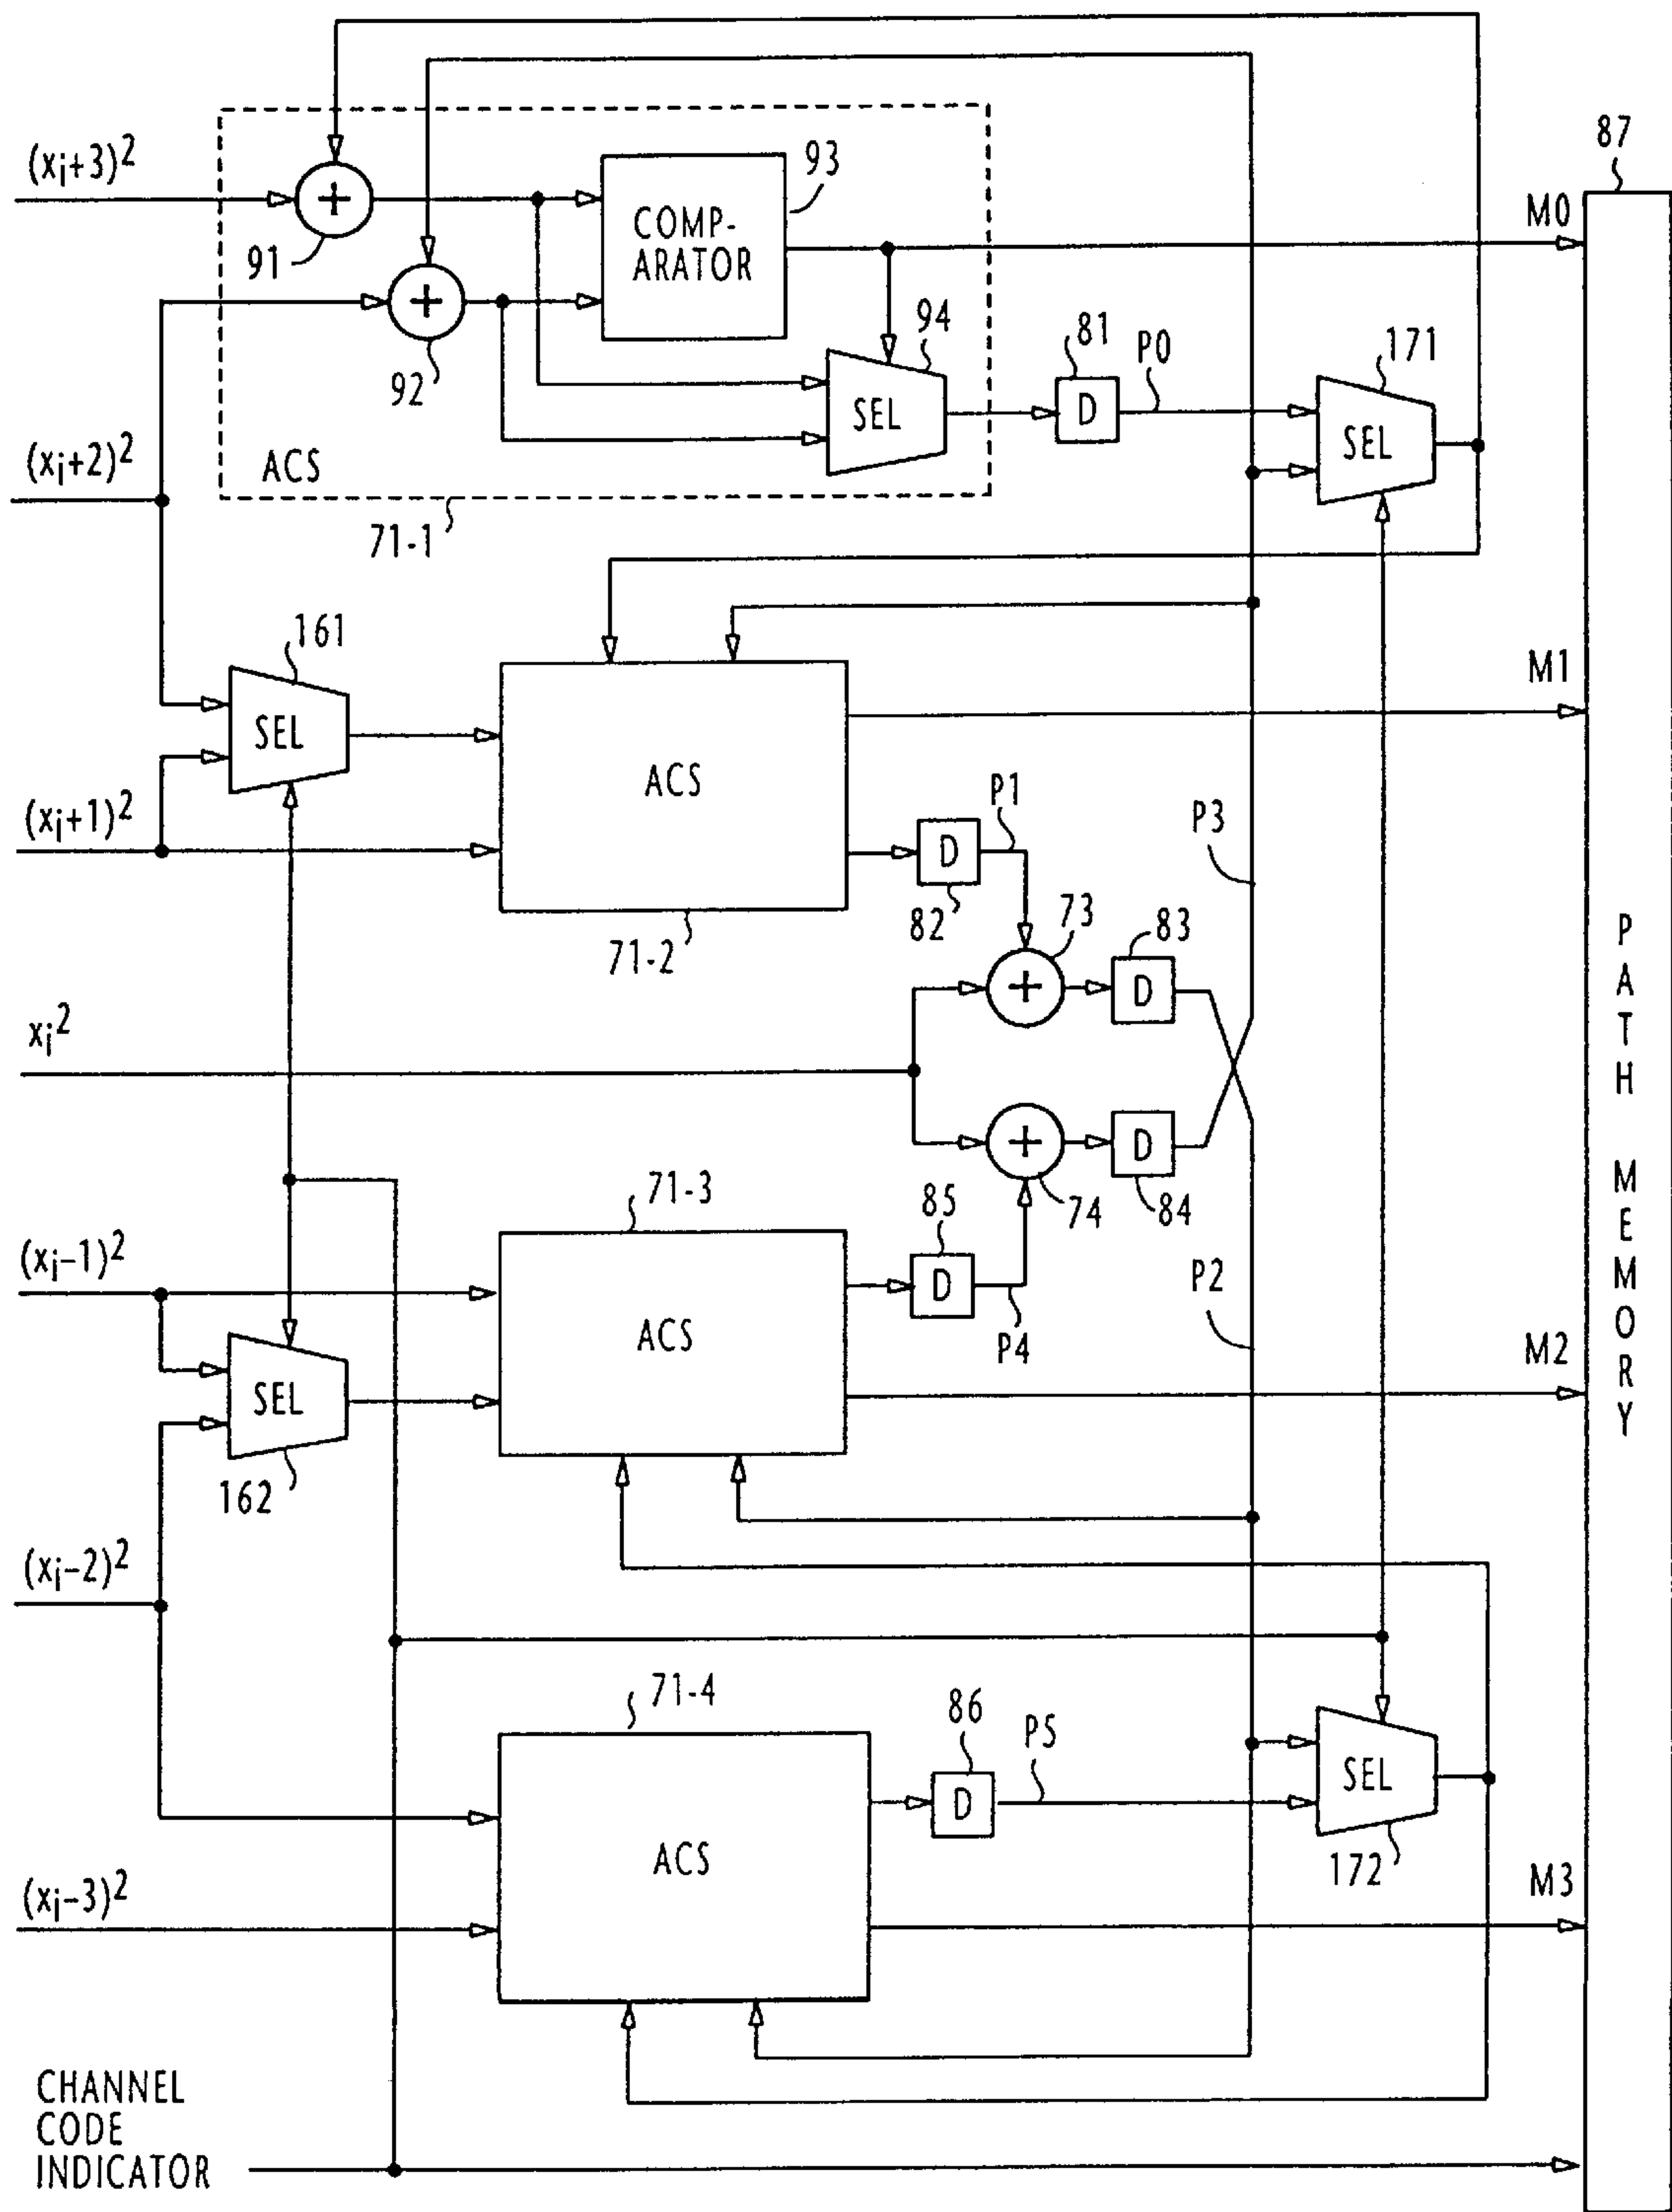 87
(xi+3)²
93
M0
COMP-
ARATOR
91
94
81
P0
171
92
SEL
D
SEL
(xi+2)²
ACS
71-1
161
M1
SEL
ACS
P1
P3
(xi+1)²
D
82
73
83
71-2
+
D
xi²
PATH MEMORY
+
D
71-3
85
74
84
(xi-1)²
D
P2
ACS
P4
M2
SEL
162
(xi-2)²
71-4
86
P5
SEL
D
ACS
172
(xi-3)²
M3
CHANNEL
CODE
INDICATOR